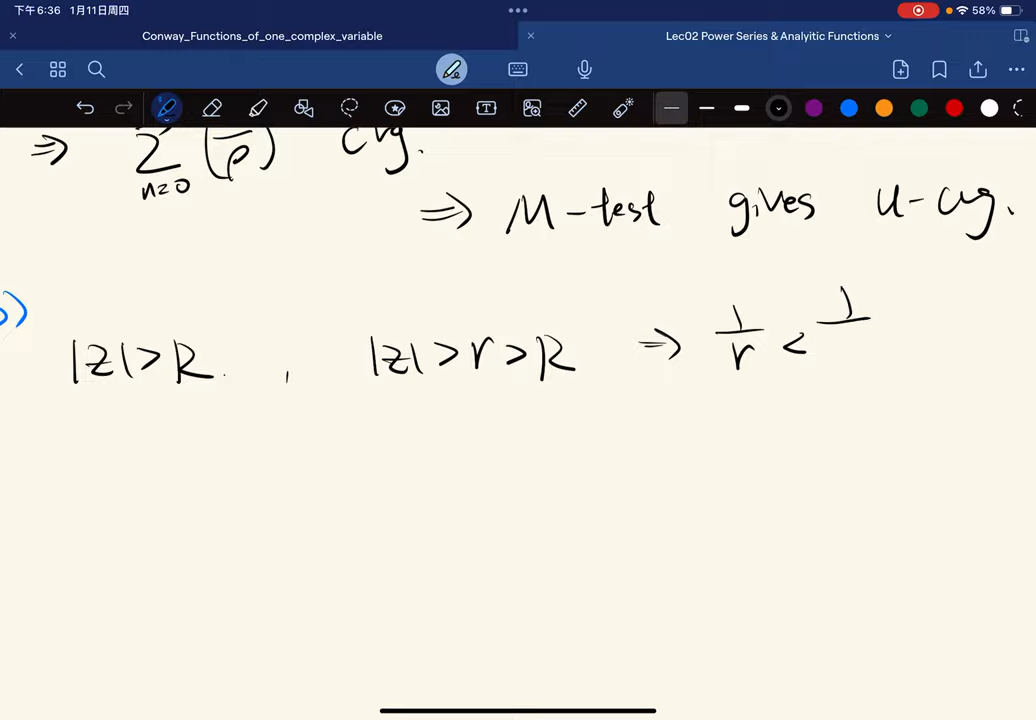 下午6:36 1月11日周四 58%
Conway_Functions_of_one_complex_variable
Lec02 Power Series & Analyitic Functions
⇒ ∑ n=0 (‾/ρ) cvg.
⇒ M-test gives u-cvg.
|z|>R. , |z|>r>R ⇒ 1/r < 1/